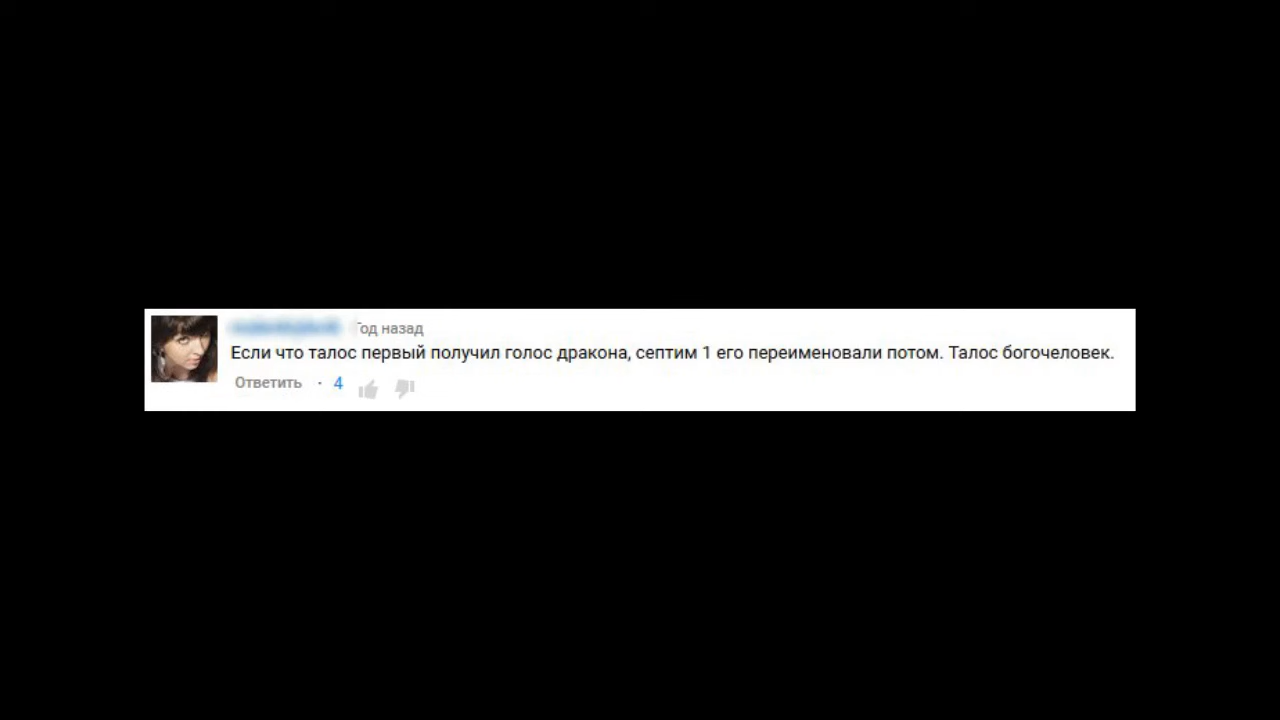 Год назад
Если что талос первый получил голос дракона, септим 1 его переименовали потом. Талос богочеловек.
Ответить · 4